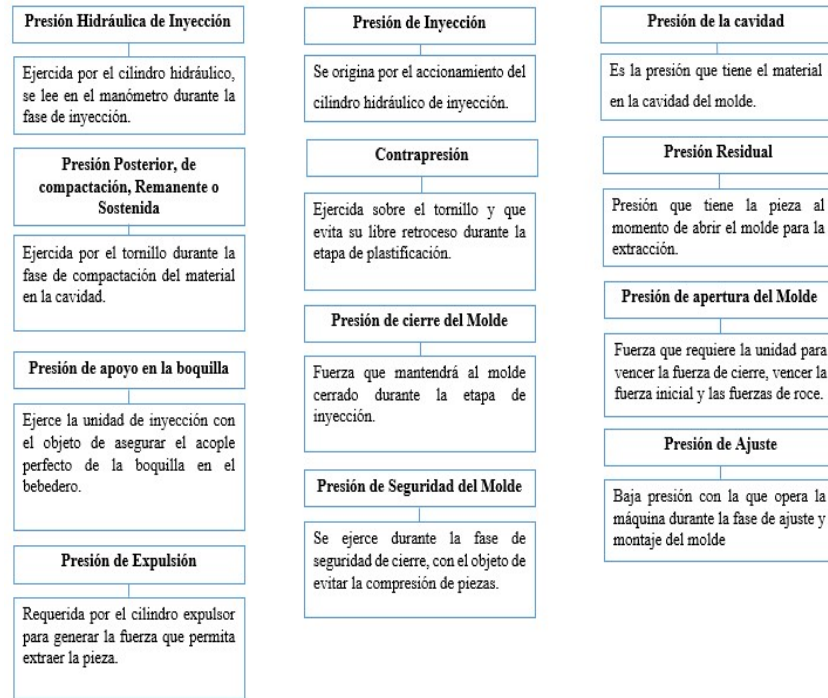 Presión Hidráulica de Inyección
Ejercida por el cilindro hidráulico,
se lee en el manómetro durante la
fase de inyección.
Presión Posterior, de
compactación, Remanente o
Sostenida
Ejercida por el tornillo durante la
fase de compactación del material
en la cavidad.
Presión de apoyo en la boquilla
Ejerce la unidad de inyección con
el objeto de asegurar el acople
perfecto de la boquilla en el
bebedero.
Presión de Expulsión
Requerida por el cilindro expulsor
para generar la fuerza que permita
extraer la pieza.
Presión de Inyección
Se origina por el accionamiento del
cilindro hidráulico de inyección.
Contrapresión
Ejercida sobre el tornillo y que
evita su libre retroceso durante la
etapa de plastificación.
Presión de cierre del Molde
Fuerza que mantendrá al molde
cerrado durante la etapa de
inyección.
Presión de Seguridad del Molde
Se ejerce durante la fase de
seguridad de cierre, con el objeto de
evitar la compresión de piezas.
Presión de la cavidad
Es la presión que tiene el material
en la cavidad del molde.
Presión Residual
Presión que tiene la pieza al
momento de abrir el molde para la
extracción.
Presión de apertura del Molde
Fuerza que requiere la unidad para
vencer la fuerza de cierre, vencer la
fuerza inicial y las fuerzas de roce.
Presión de Ajuste
Baja presión con la que opera la
máquina durante la fase de ajuste y
montaje del molde